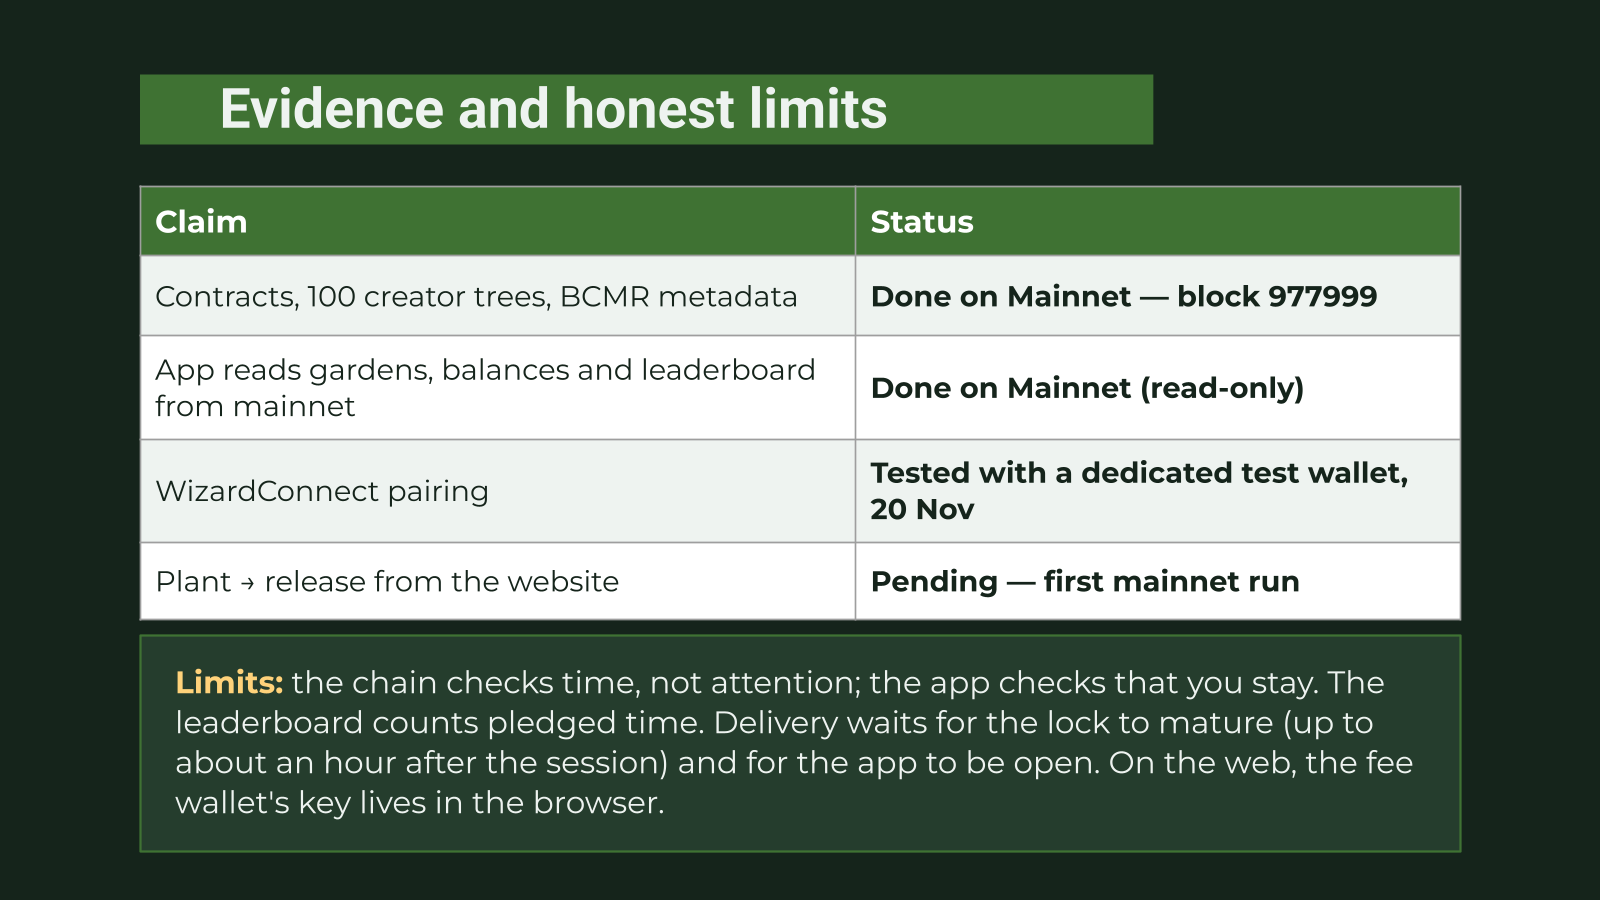 Evidence and honest limits
Claim
Status
Contracts, 100 creator trees, BCMR metadata
Done on Mainnet — block 977999
App reads gardens, balances and leaderboard
from mainnet
Done on Mainnet (read-only)
WizardConnect pairing
Tested with a dedicated test wallet,
20 Nov
Plant → release from the website
Pending — first mainnet run
Limits: the chain checks time, not attention; the app checks that you stay. The
leaderboard counts pledged time. Delivery waits for the lock to mature (up to
about an hour after the session) and for the app to be open. On the web, the fee
wallet's key lives in the browser.